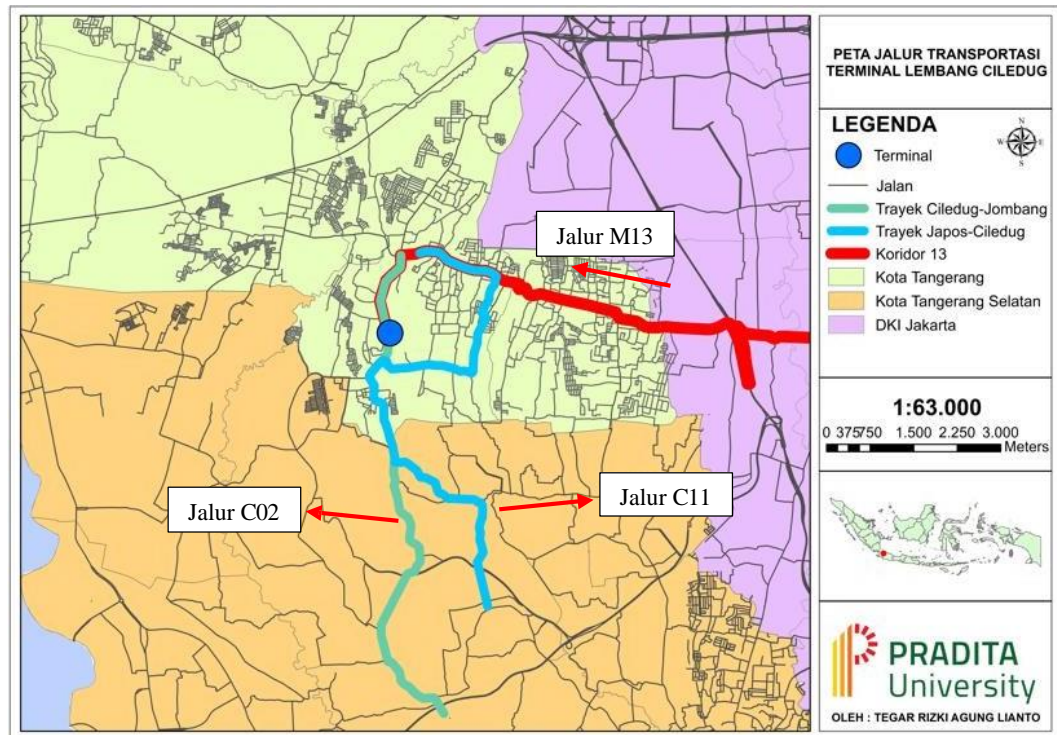 PETA JALUR TRANSPORTASI
TERMINAL LEMBANG CILEDUG
LEGENDA
N
W E
S
Terminal
Jalan
Trayek Ciledug-Jombang
Trayek Japos-Ciledug
Koridor 13
Kota Tangerang
Kota Tangerang Selatan
DKI Jakarta
Jalur M13
Jalur C02
Jalur C11
1:63.000
0 375750 1.500 2.250 3.000
Meters
PRADITA
University
OLEH : TEGAR RIZKI AGUNG LIANTO